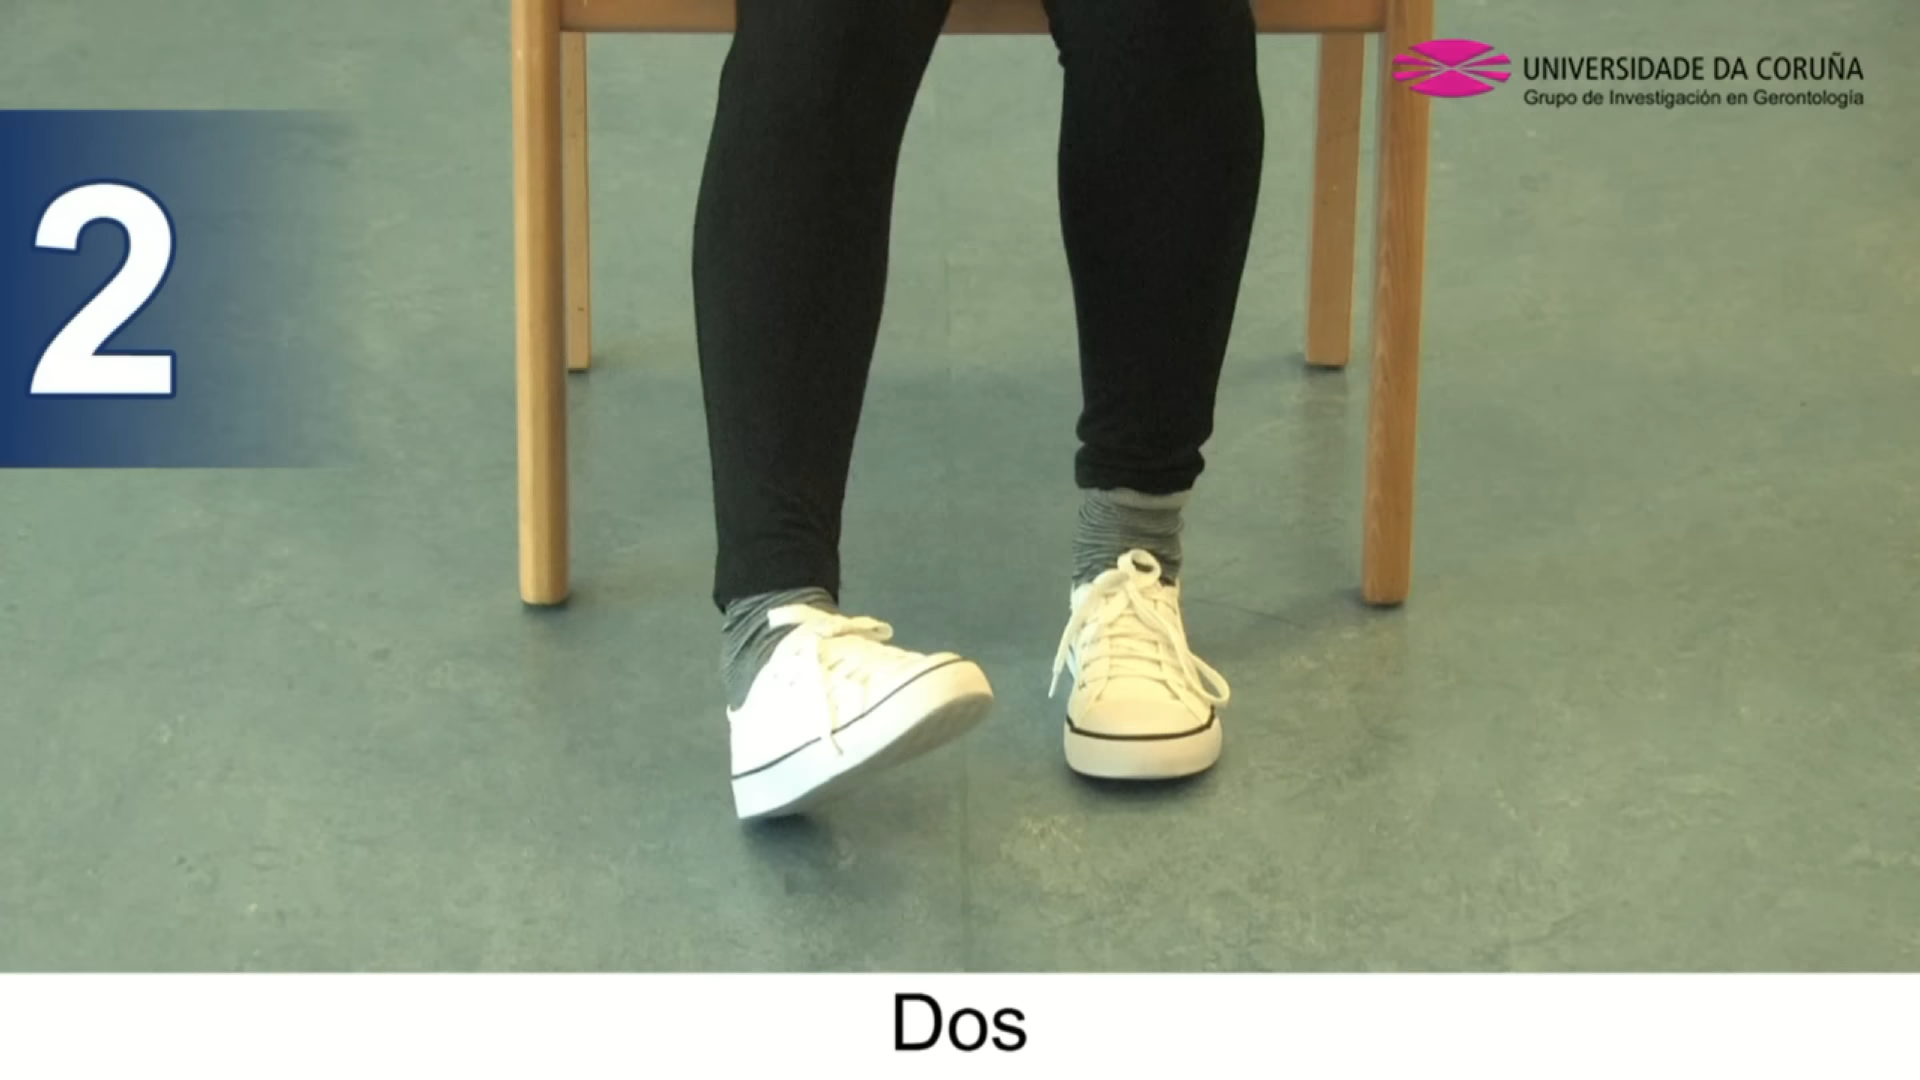 UNIVERSIDADE DA CORUÑA
Grupo de Investigación en Gerontología
2
Dos